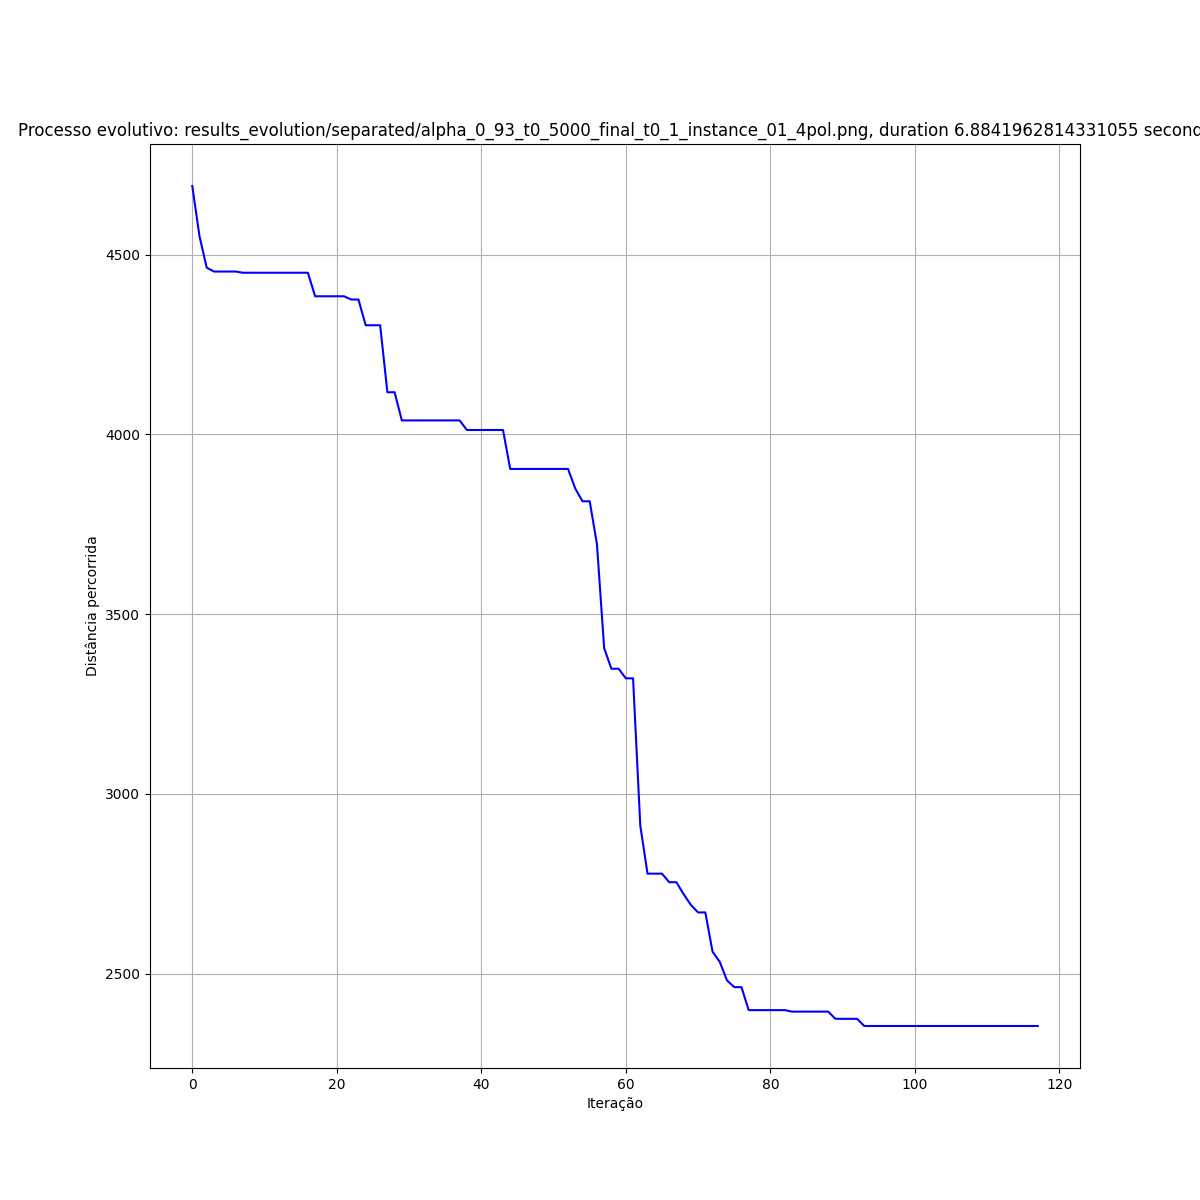 Processo evolutivo: results_evolution/separated/alpha_0_93_t0_5000_final_t0_1_instance_01_4pol.png, duration 6.8841962814331055 second
4500
4000
3500
3000
2500
Distância percorrida
0 20 40 60 80 100 120
Iteração